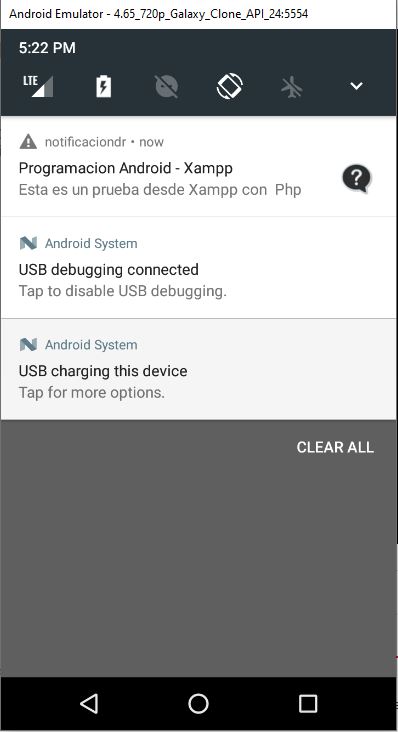 Android Emulator - 4.65_720p_Galaxy_Clone_API_24:5554
5:22 PM
LTE
notificaciondr • now
Programacion Android - Xampp
Esta es un prueba desde Xampp con Php
?
Android System
USB debugging connected
Tap to disable USB debugging.
Android System
USB charging this device
Tap for more options.
CLEAR ALL